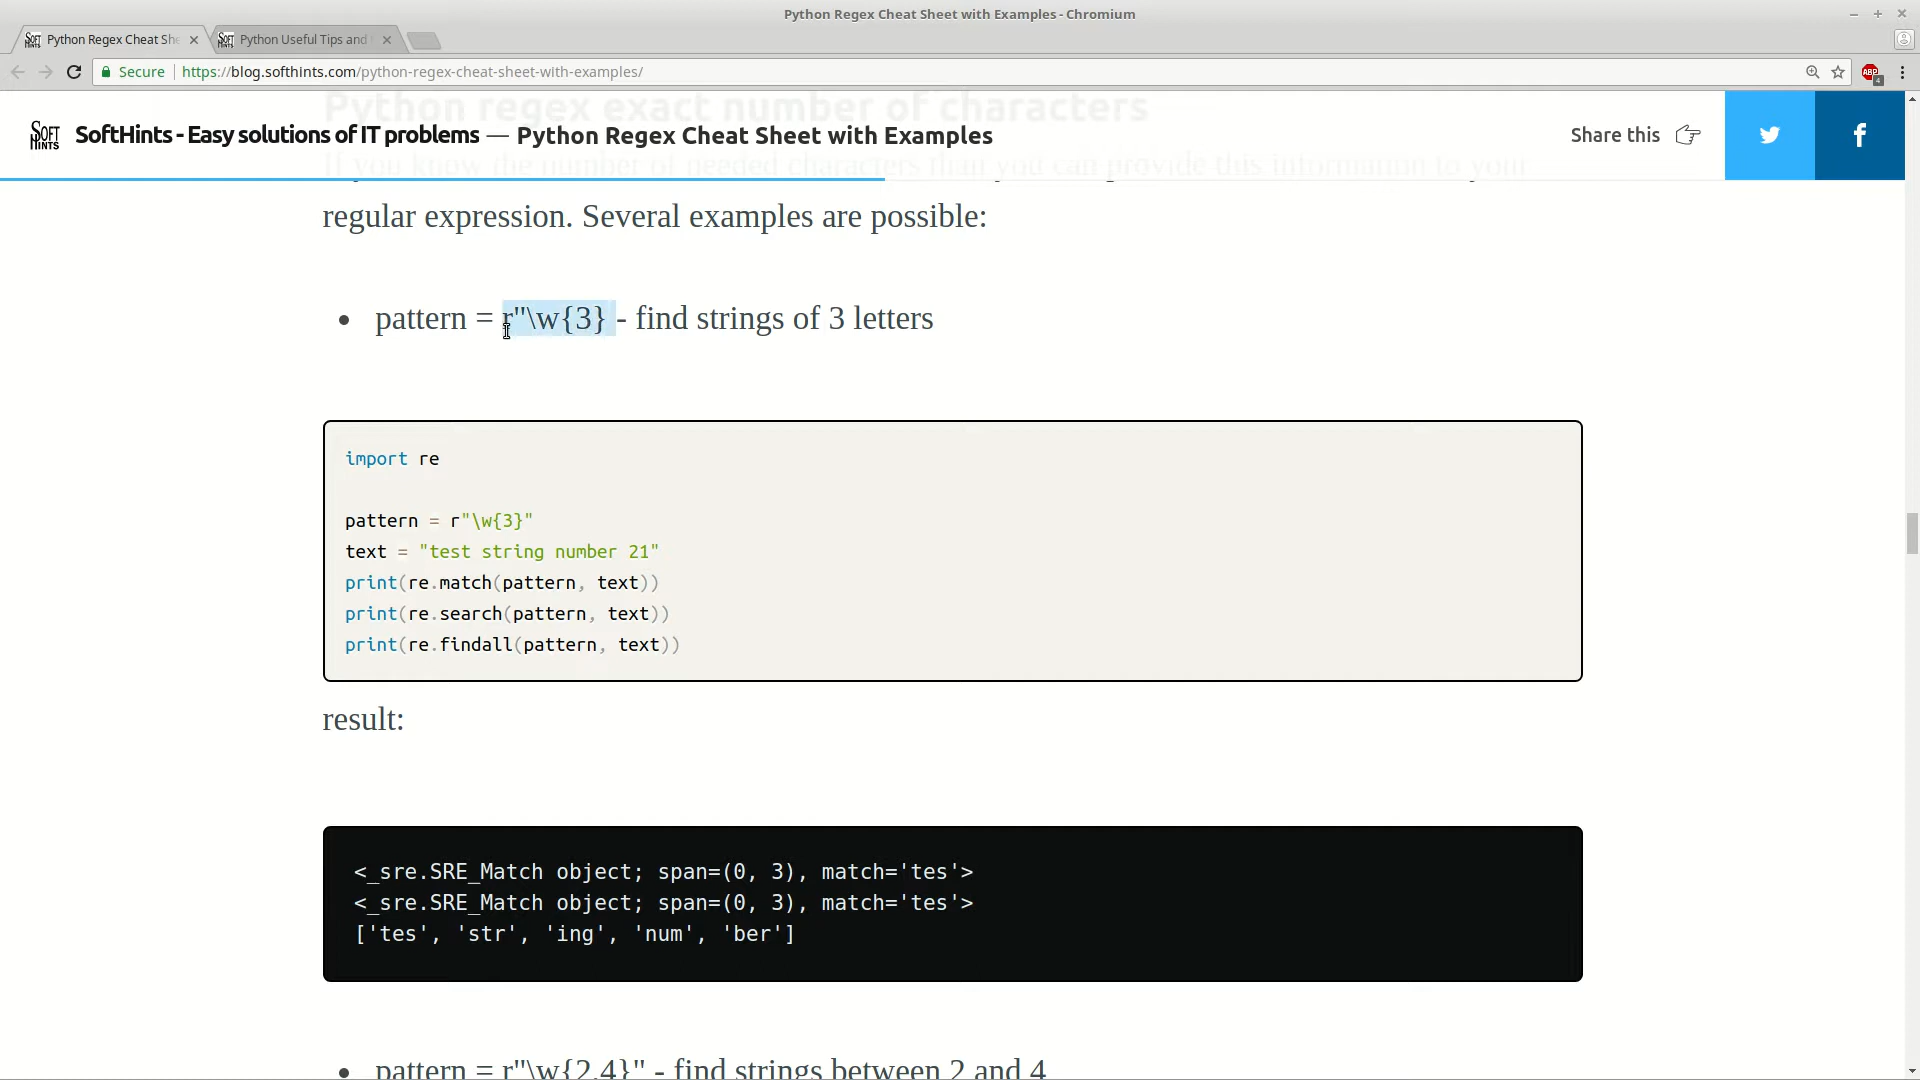 Python Regex Cheat Sheet with Examples - Chromium
Python Regex Cheat She
Python Useful Tips and
Secure https://blog.softhints.com/python-regex-cheat-sheet-with-examples/
ABP
4
Python regex exact number of characters
SOFT HINTS SoftHints - Easy solutions of IT problems — Python Regex Cheat Sheet with Examples Share this
If you know the number of needed characters than you can provide this information to your
regular expression. Several examples are possible:
• pattern = r"\w{3} - find strings of 3 letters
import re
pattern = r"\w{3}"
text = "test string number 21"
print(re.match(pattern, text))
print(re.search(pattern, text))
print(re.findall(pattern, text))
result:
<_sre.SRE_Match object; span=(0, 3), match='tes'>
<_sre.SRE_Match object; span=(0, 3), match='tes'>
['tes', 'str', 'ing', 'num', 'ber']
• pattern = r"\w{2,4}" - find strings between 2 and 4